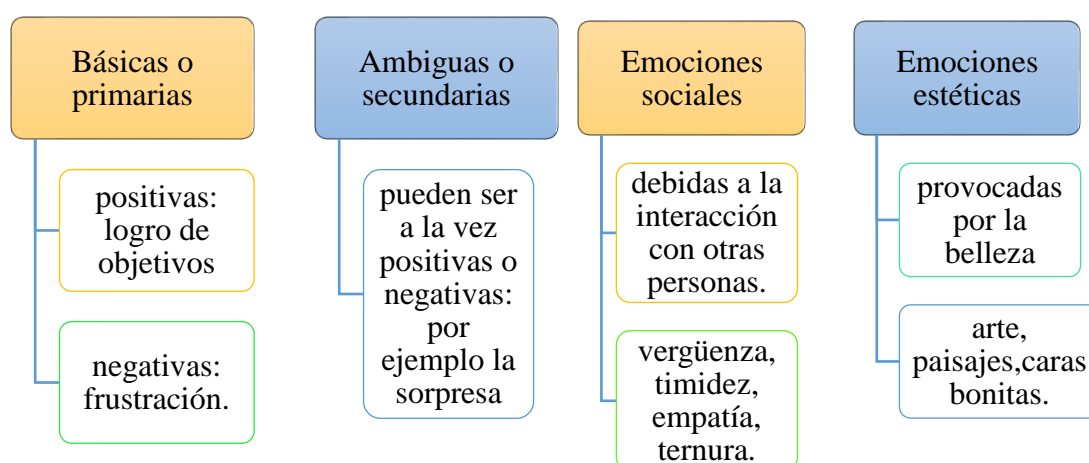 Básicas o
primarias
positivas:
logro de
objetivos
negativas:
frustración.
Ambiguas o
secundarias
pueden ser
a la vez
positivas o
negativas:
por
ejemplo la
sorpresa
Emociones
sociales
debidas a la
interacción
con otras
personas.
vergüenza,
timidez,
empatía,
ternura.
Emociones
estéticas
provocadas
por la
belleza
arte,
paisajes,caras
bonitas.